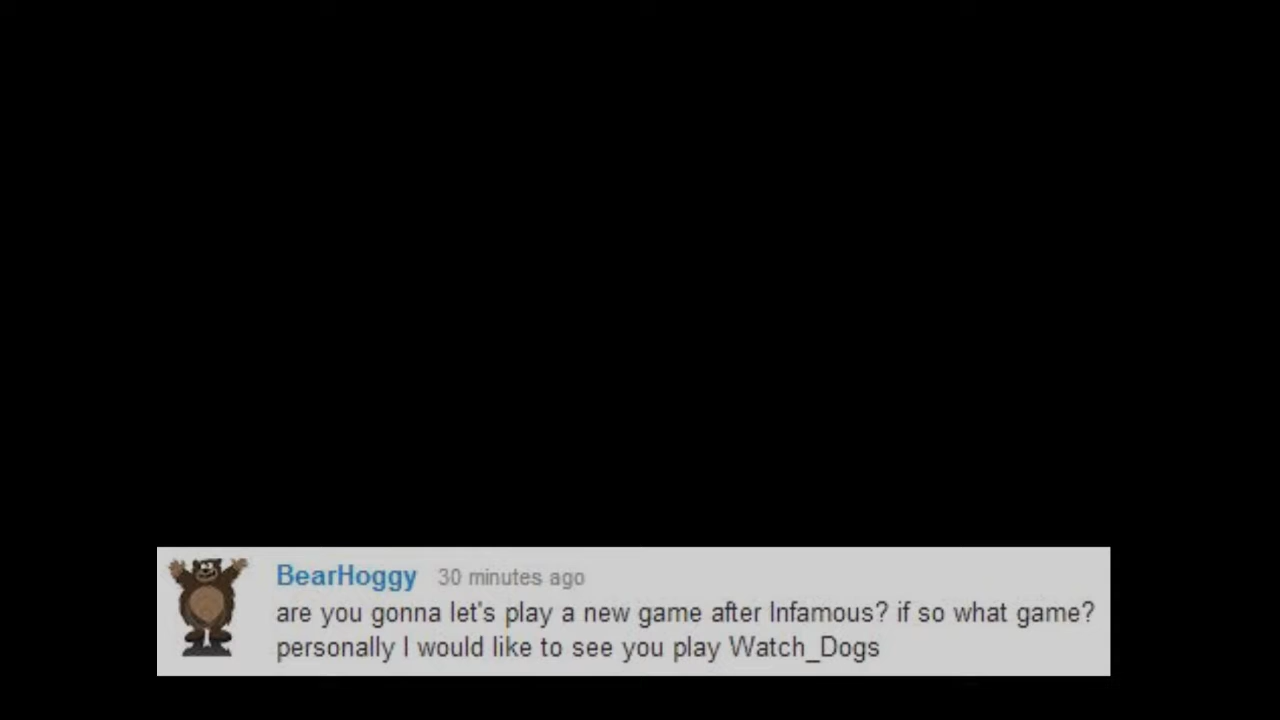 BearHoggy 30 minutes ago
are you gonna let's play a new game after Infamous? if so what game?
personally I would like to see you play Watch_Dogs